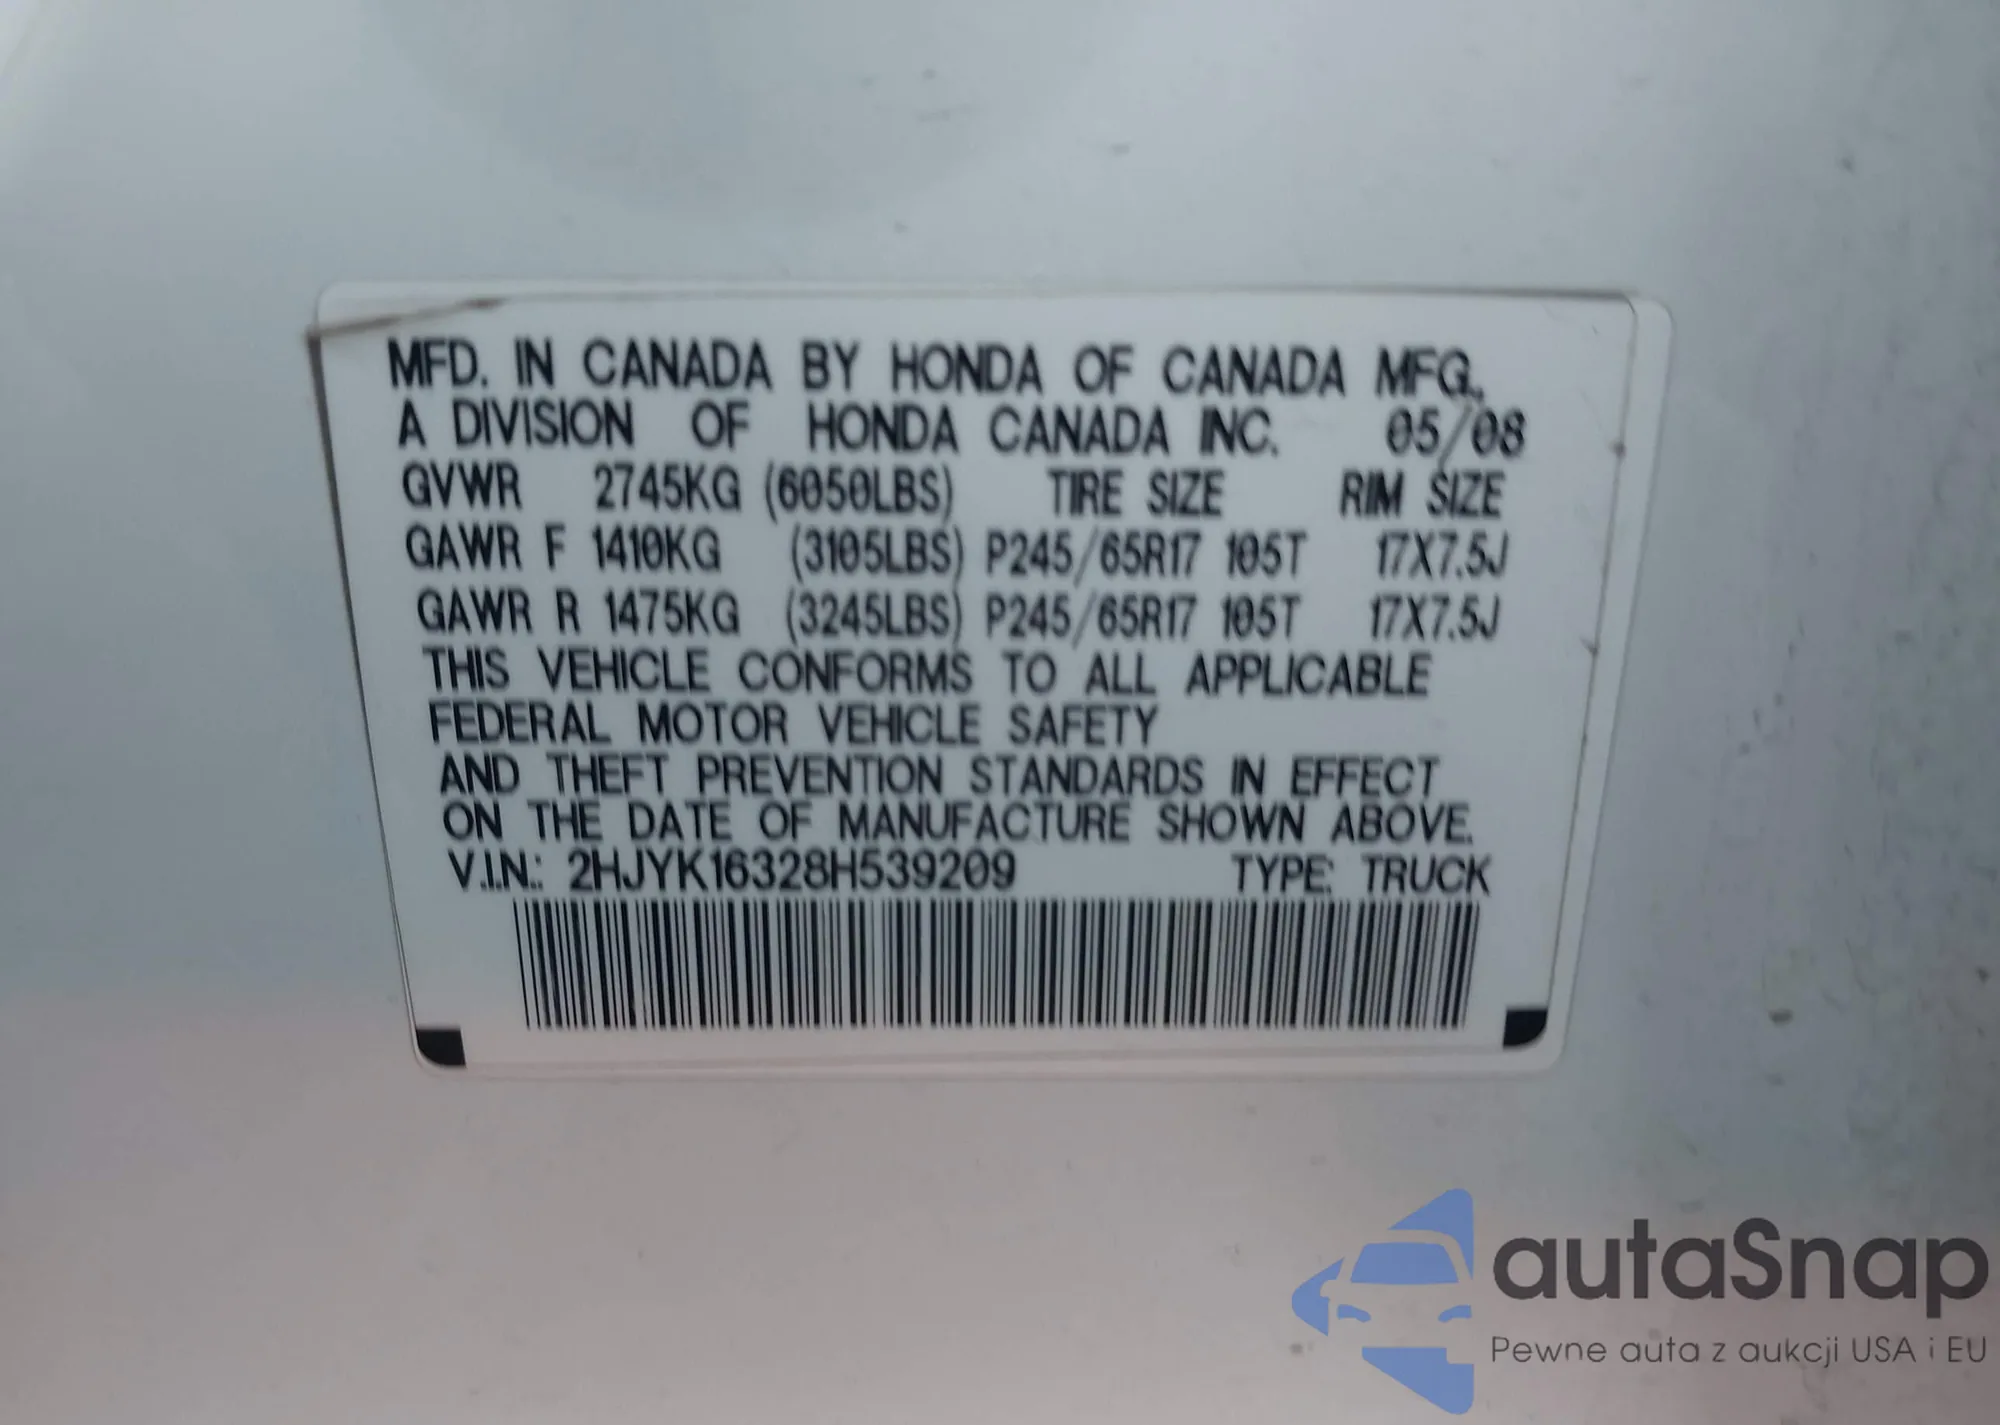 MFD. IN CANADA BY HONDA OF CANADA MFG.,
A DIVISION OF HONDA CANADA INC. 05/08
GVWR 2745KG (6050LBS) TIRE SIZE RIM SIZE
GAWR F 1410KG (3105LBS) P245/65R17 105T 17X7.5J
GAWR R 1475KG (3245LBS) P245/65R17 105T 17X7.5J
THIS VEHICLE CONFORMS TO ALL APPLICABLE
FEDERAL MOTOR VEHICLE SAFETY
AND THEFT PREVENTION STANDARDS IN EFFECT
ON THE DATE OF MANUFACTURE SHOWN ABOVE.
V.I.N.: 2HJYK16328H539209 TYPE: TRUCK
autaSnap
Pewne auta z aukcji USA i EU